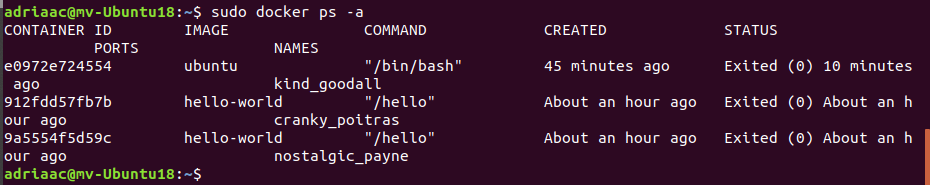 adriaac@mv-Ubuntu18:~$ sudo docker ps -a
CONTAINER ID        IMAGE               COMMAND             CREATED             STATUS
          PORTS               NAMES
e0972e724554        ubuntu              "/bin/bash"         45 minutes ago      Exited (0) 10 minutes
 ago                          kind_goodall
912fdd57fb7b        hello-world         "/hello"            About an hour ago   Exited (0) About an h
our ago                       cranky_poitras
9a5554f5d59c        hello-world         "/hello"            About an hour ago   Exited (0) About an h
our ago                       nostalgic_payne
adriaac@mv-Ubuntu18:~$